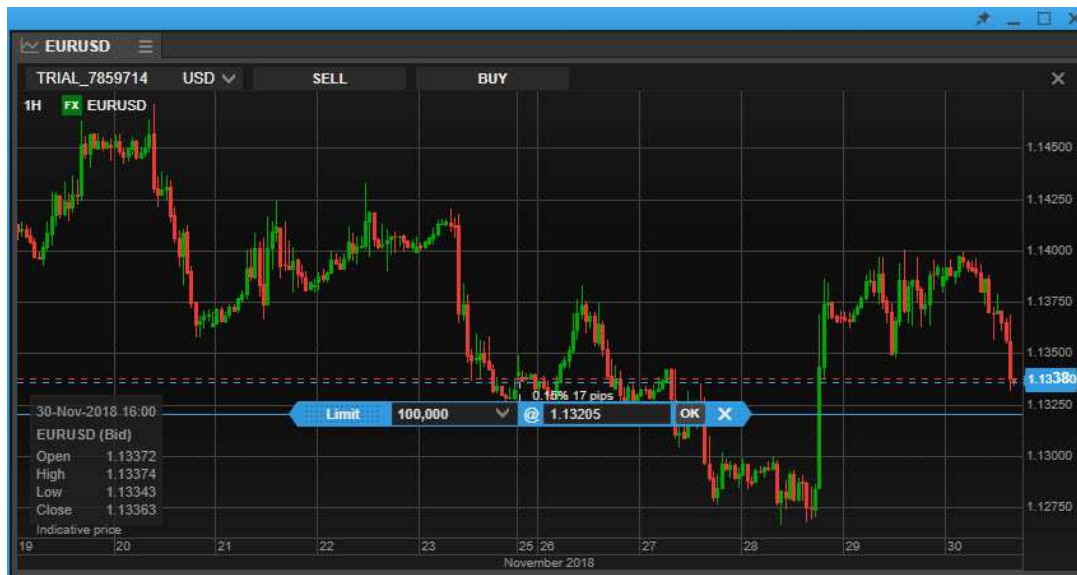 EURUSD
TRIAL_7859714 USD SELL BUY
1H FX EURUSD
1.14500
1.14250
1.14000
1.13750
1.13500
1.13380
0.15% 17 pips
1.13250
Limit 100,000 @ 1.13205 OK
30-Nov-2018 16:00
EURUSD (Bid)
Open 1.13372
High 1.13374
Low 1.13343
Close 1.13363
Indicative price
1.13000
1.12750
19 20 21 22 23 25 26 27 28 29 30
November 2018